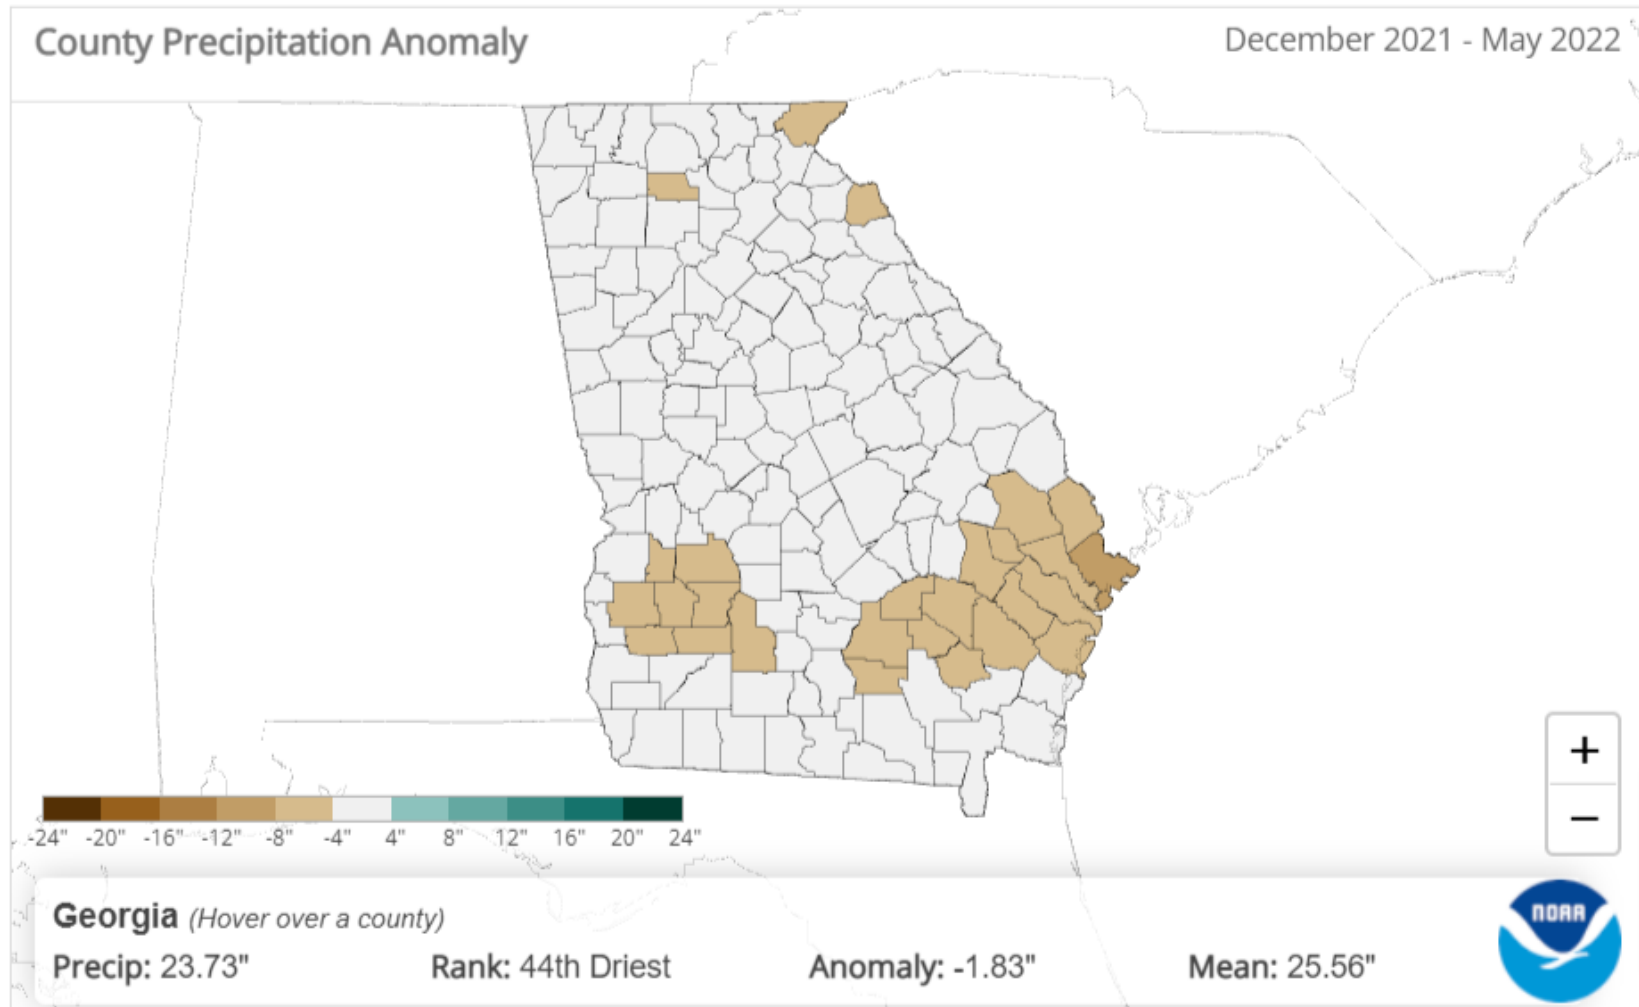 County Precipitation Anomaly
December 2021 - May 2022
+
−
-24" -20" -16" -12" -8" -4" 4" 8" 12" 16" 20" 24"
Georgia (Hover over a county)
Precip: 23.73" Rank: 44th Driest Anomaly: -1.83" Mean: 25.56"
NOAA